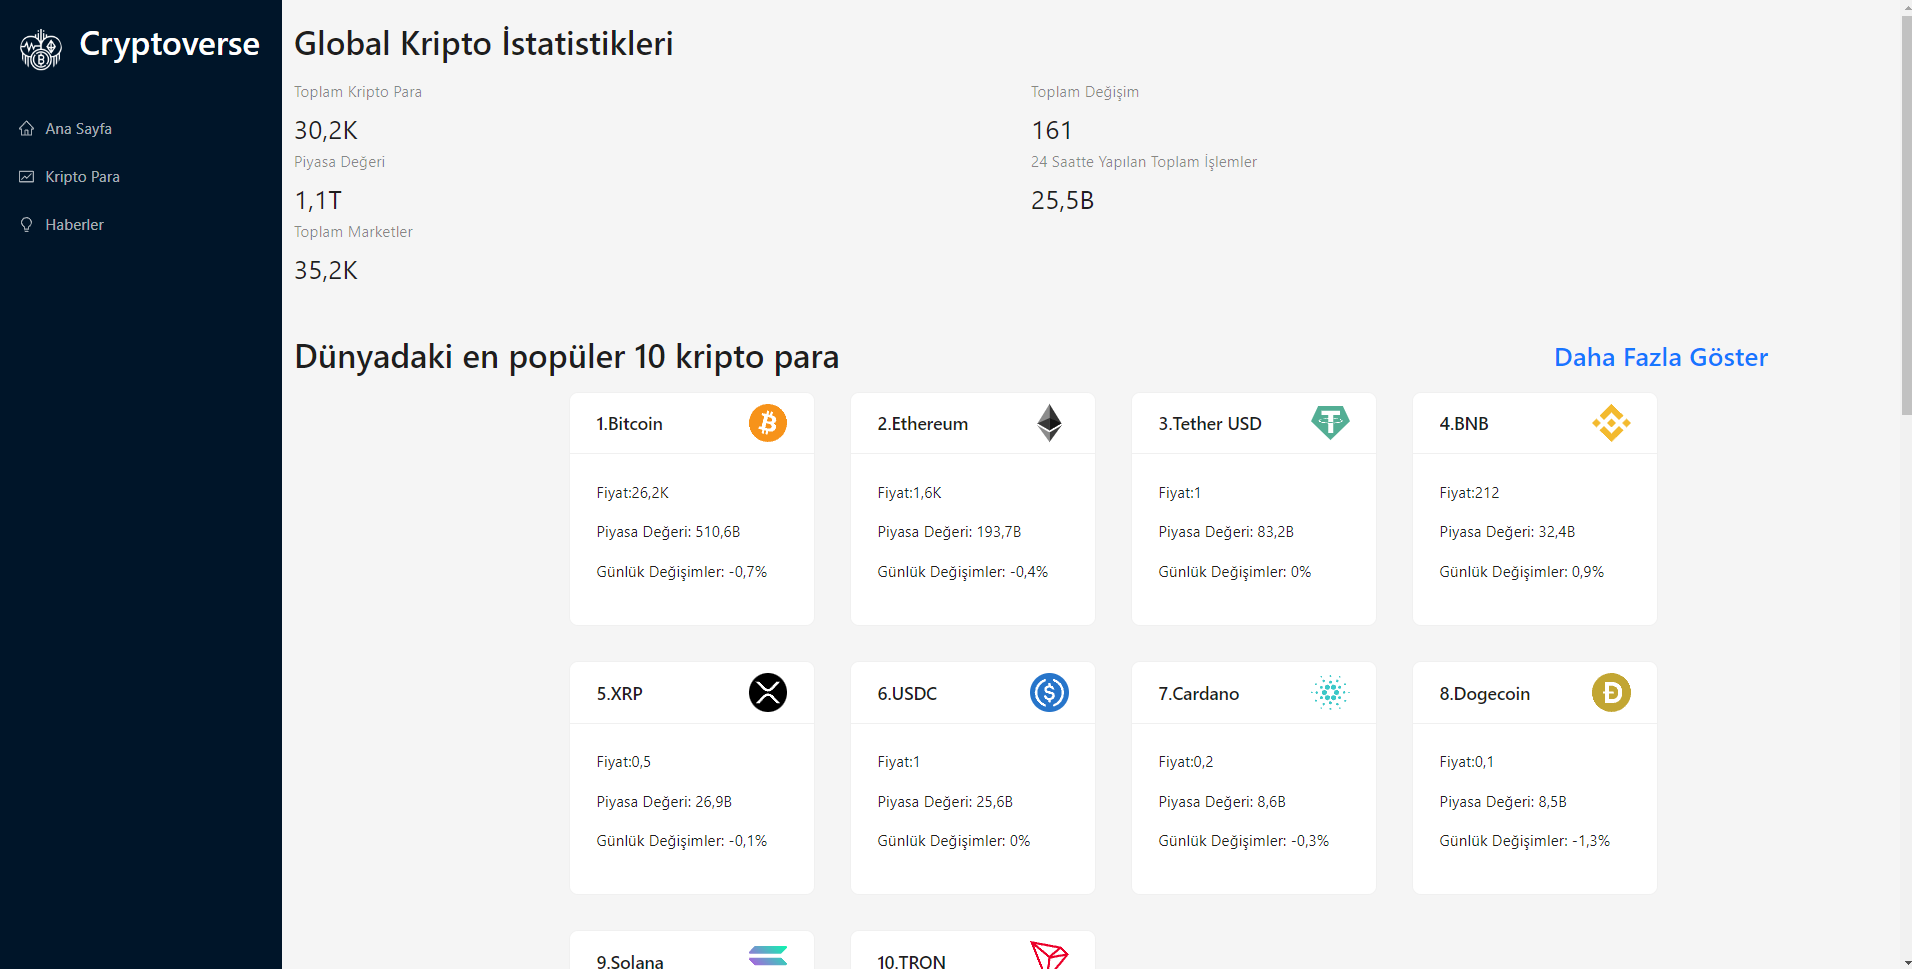 Cryptoverse
Ana Sayfa
Kripto Para
Haberler
Global Kripto İstatistikleri
Toplam Kripto Para
30,2K
Toplam Değişim
161
Piyasa Değeri
1,1T
24 Saatte Yapılan Toplam İşlemler
25,5B
Toplam Marketler
35,2K
Dünyadaki en popüler 10 kripto para
Daha Fazla Göster
1.Bitcoin
Fiyat:26,2K
Piyasa Değeri: 510,6B
Günlük Değişimler: -0,7%
2.Ethereum
Fiyat:1,6K
Piyasa Değeri: 193,7B
Günlük Değişimler: -0,4%
3.Tether USD
Fiyat:1
Piyasa Değeri: 83,2B
Günlük Değişimler: 0%
4.BNB
Fiyat:212
Piyasa Değeri: 32,4B
Günlük Değişimler: 0,9%
5.XRP
Fiyat:0,5
Piyasa Değeri: 26,9B
Günlük Değişimler: -0,1%
6.USDC
Fiyat:1
Piyasa Değeri: 25,6B
Günlük Değişimler: 0%
7.Cardano
Fiyat:0,2
Piyasa Değeri: 8,6B
Günlük Değişimler: -0,3%
8.Dogecoin
Fiyat:0,1
Piyasa Değeri: 8,5B
Günlük Değişimler: -1,3%
9.Solana
10.TRON